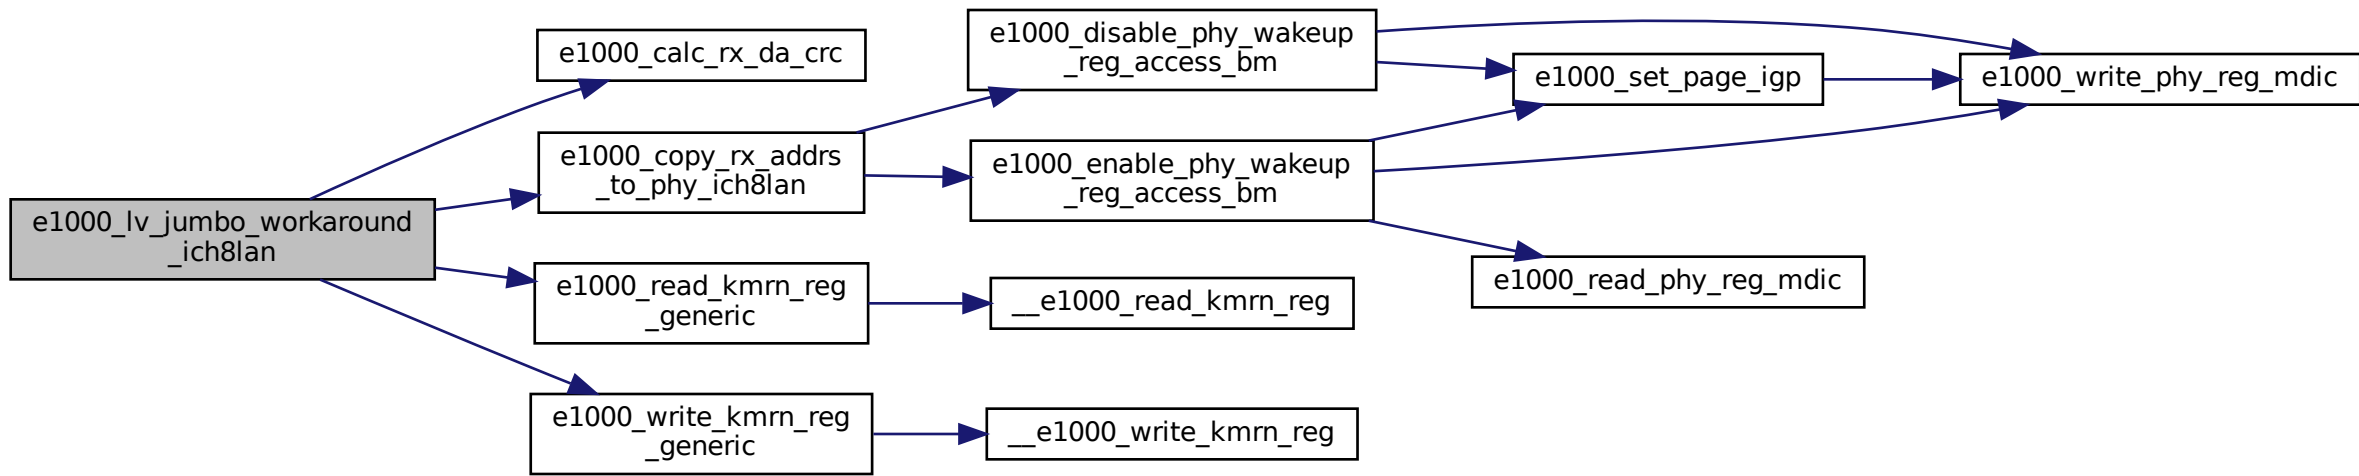 e1000_lv_jumbo_workaround
_ich8lan
e1000_calc_rx_da_crc
e1000_copy_rx_addrs
_to_phy_ich8lan
e1000_read_kmrn_reg
_generic
e1000_write_kmrn_reg
_generic
e1000_disable_phy_wakeup
_reg_access_bm
e1000_enable_phy_wakeup
_reg_access_bm
__e1000_read_kmrn_reg
__e1000_write_kmrn_reg
e1000_set_page_igp
e1000_read_phy_reg_mdic
e1000_write_phy_reg_mdic